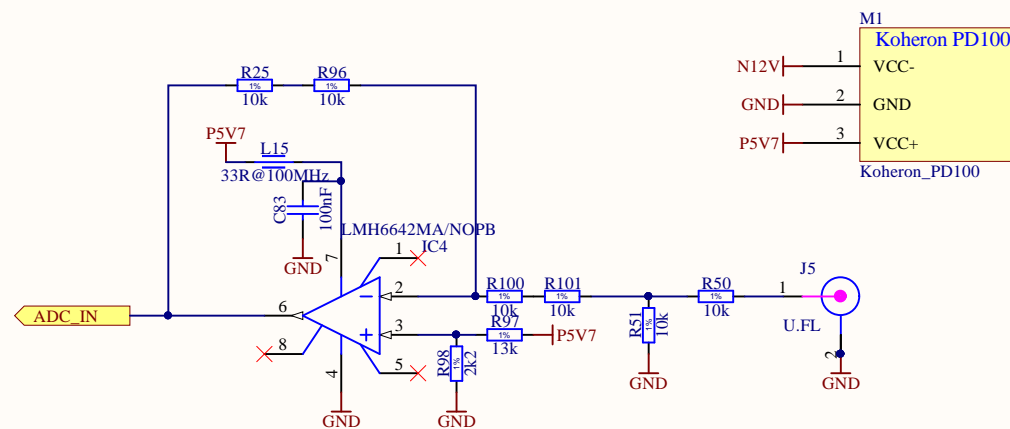 M1
Koheron PD100
N12V
1
VCC-
GND
2
GND
P5V7
3
VCC+
Koheron_PD100
R25
1%
10k
R96
1%
10k
P5V7
L15
33R@100MHz
C83
100nF
GND
LMH6642MA/NOPB
IC4
1
7
2
3
6
8
5
4
GND
ADC_IN
R100
1%
10k
R101
1%
10k
R97
1%
13k
P5V7
R98
1%
2k2
GND
R51
1%
10k
GND
R50
1%
10k
J5
1
U.FL
2
GND